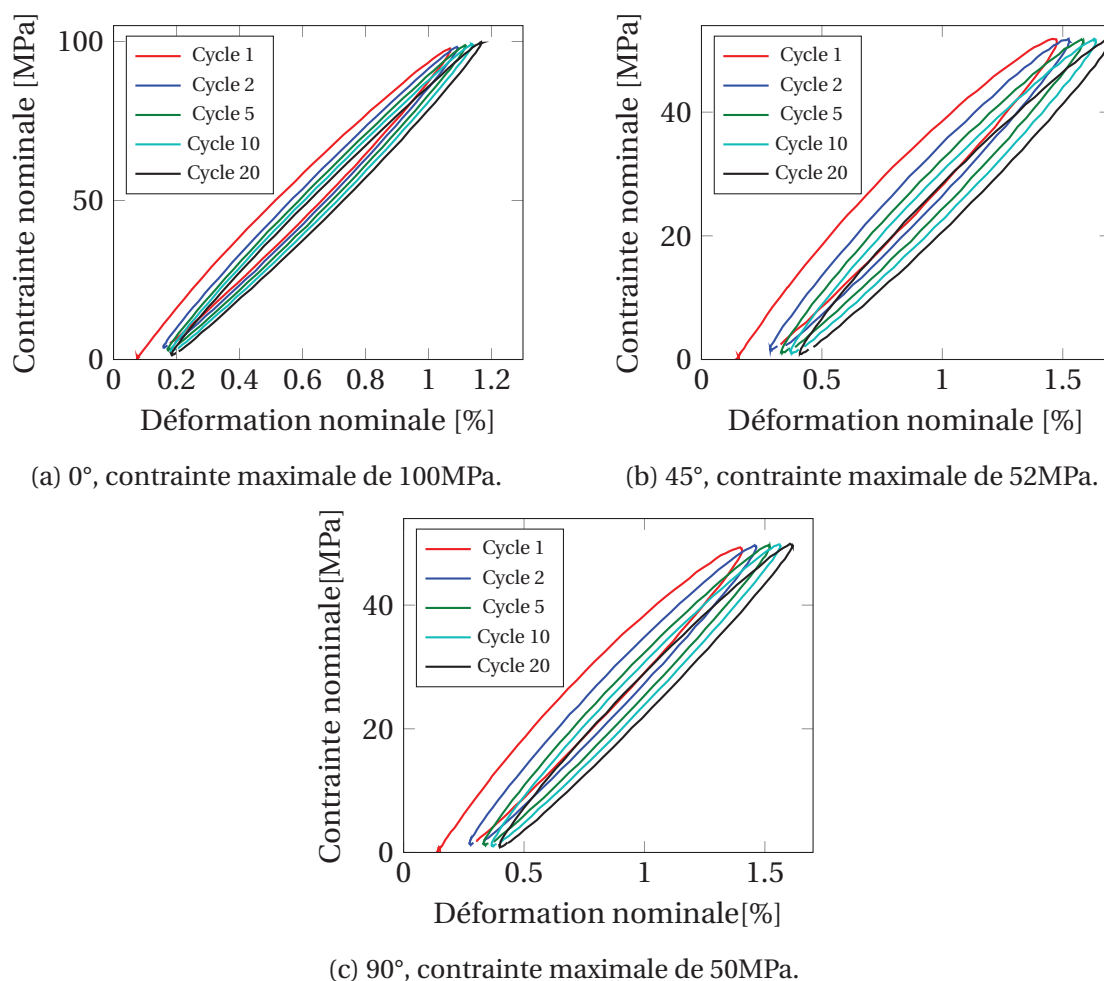 Contrainte nominale [MPa]
100
50
0
Cycle 1
Cycle 2
Cycle 5
Cycle 10
Cycle 20
0 0.2 0.4 0.6 0.8 1 1.2
Déformation nominale [%]
(a) 0°, contrainte maximale de 100MPa.
Contrainte nominale [MPa]
40
20
0
Cycle 1
Cycle 2
Cycle 5
Cycle 10
Cycle 20
0 0.5 1 1.5
Déformation nominale [%]
(b) 45°, contrainte maximale de 52MPa.
Contrainte nominale[MPa]
40
20
0
Cycle 1
Cycle 2
Cycle 5
Cycle 10
Cycle 20
0 0.5 1 1.5
Déformation nominale[%]
(c) 90°, contrainte maximale de 50MPa.